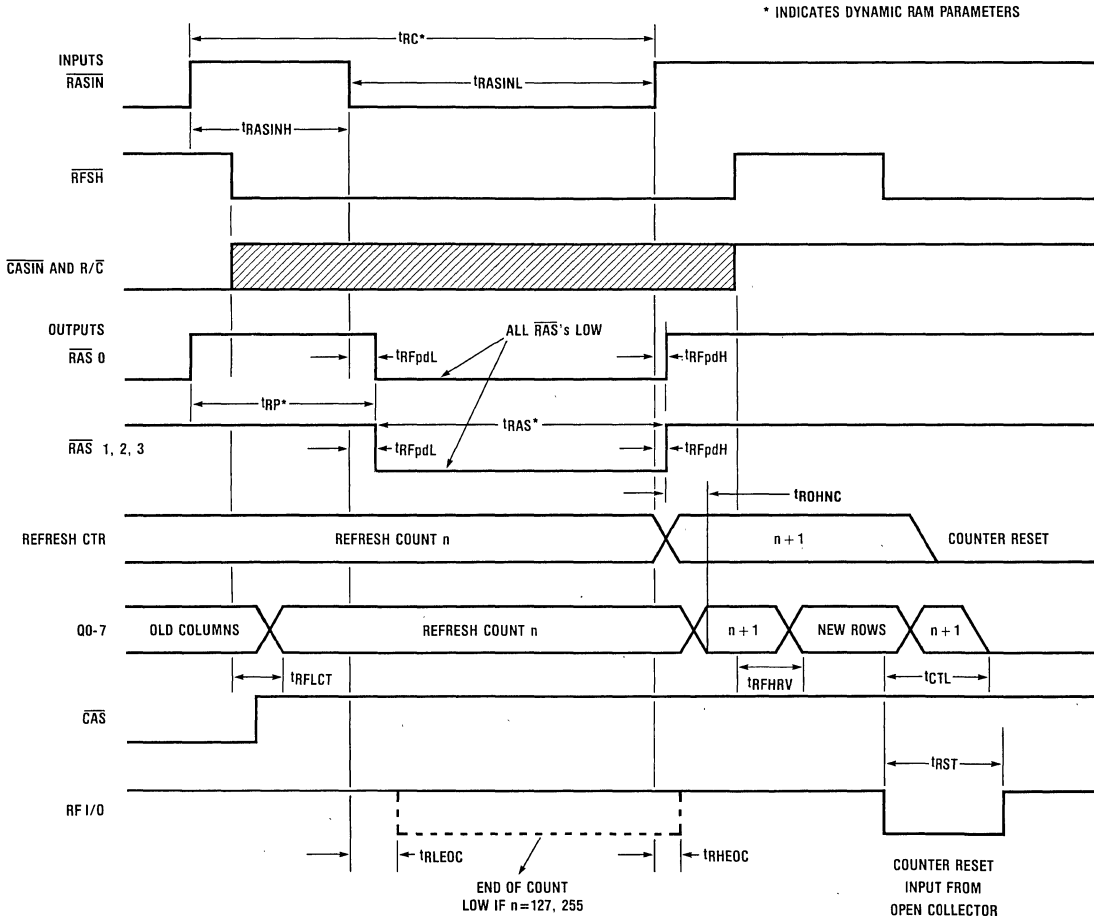 * INDICATES DYNAMIC RAM PARAMETERS
tRC*
INPUTS
RASIN
tRASINL
tRASINH
RFSH
CASIN AND R/C
OUTPUTS
RAS 0
ALL RAS's LOW
tRFpdL
tRFpdH
tRP*
tRAS*
RAS 1, 2, 3
tRFpdL
tRFpdH
tROHNC
REFRESH CTR
REFRESH COUNT n
n + 1
COUNTER RESET
Q0-7
OLD COLUMNS
REFRESH COUNT n
n + 1
NEW ROWS
n + 1
tRFLCT
tRFHRV
tCTL
CAS
tRST
RF I/O
tRLEOC
tRHEOC
END OF COUNT
LOW IF n = 127, 255
COUNTER RESET
INPUT FROM
OPEN COLLECTOR